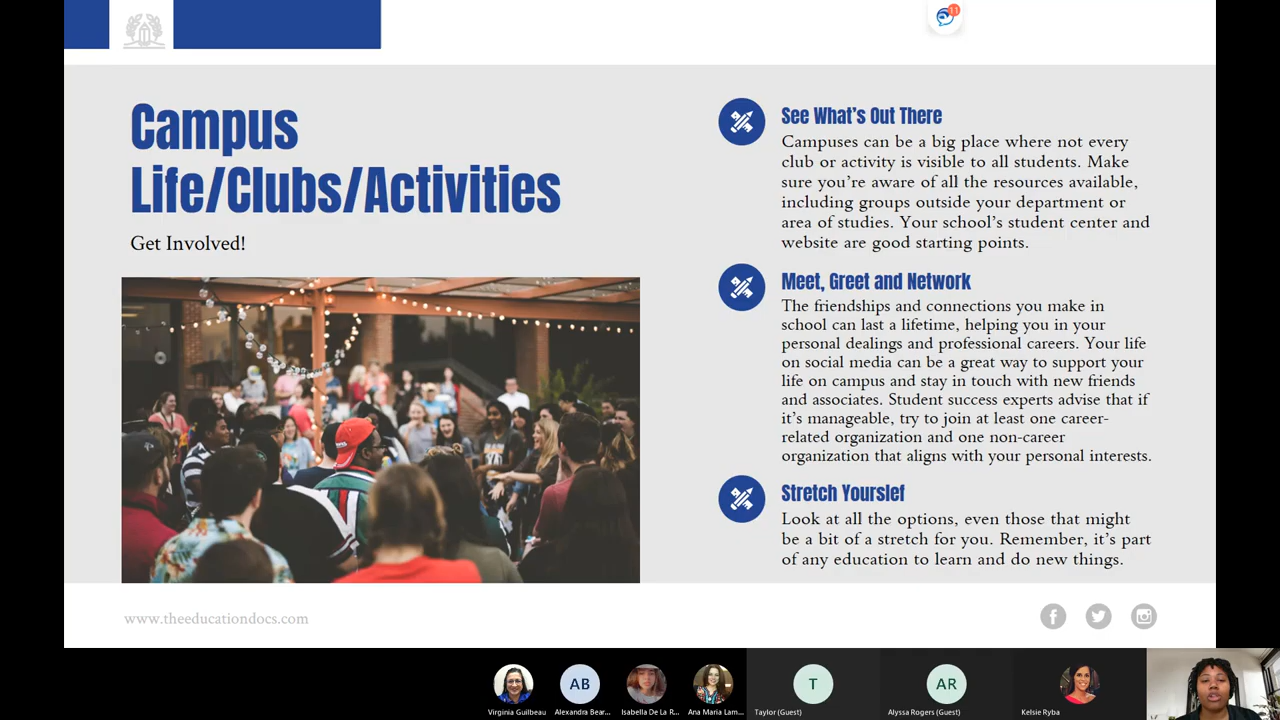 11
Campus
Life/Clubs/Activities
Get Involved!
See What's Out There
Campuses can be a big place where not every
club or activity is visible to all students. Make
sure you're aware of all the resources available,
including groups outside your department or
area of studies. Your school's student center and
website are good starting points.
Meet, Greet and Network
The friendships and connections you make in
school can last a lifetime, helping you in your
personal dealings and professional careers. Your life
on social media can be a great way to support your
life on campus and stay in touch with new friends
and associates. Student success experts advise that if
it's manageable, try to join at least one career-
related organization and one non-career
organization that aligns with your personal interests.
Stretch Yourslef
Look at all the options, even those that might
be a bit of a stretch for you. Remember, it's part
of any education to learn and do new things.
www.theeducationdocs.com
AB
T
AR
Virginia Guilbeau
Alexandra Bear...
Isabella De La R...
Ana Maria Lam...
Taylor (Guest)
Alyssa Rogers (Guest)
Kelsie Ryba